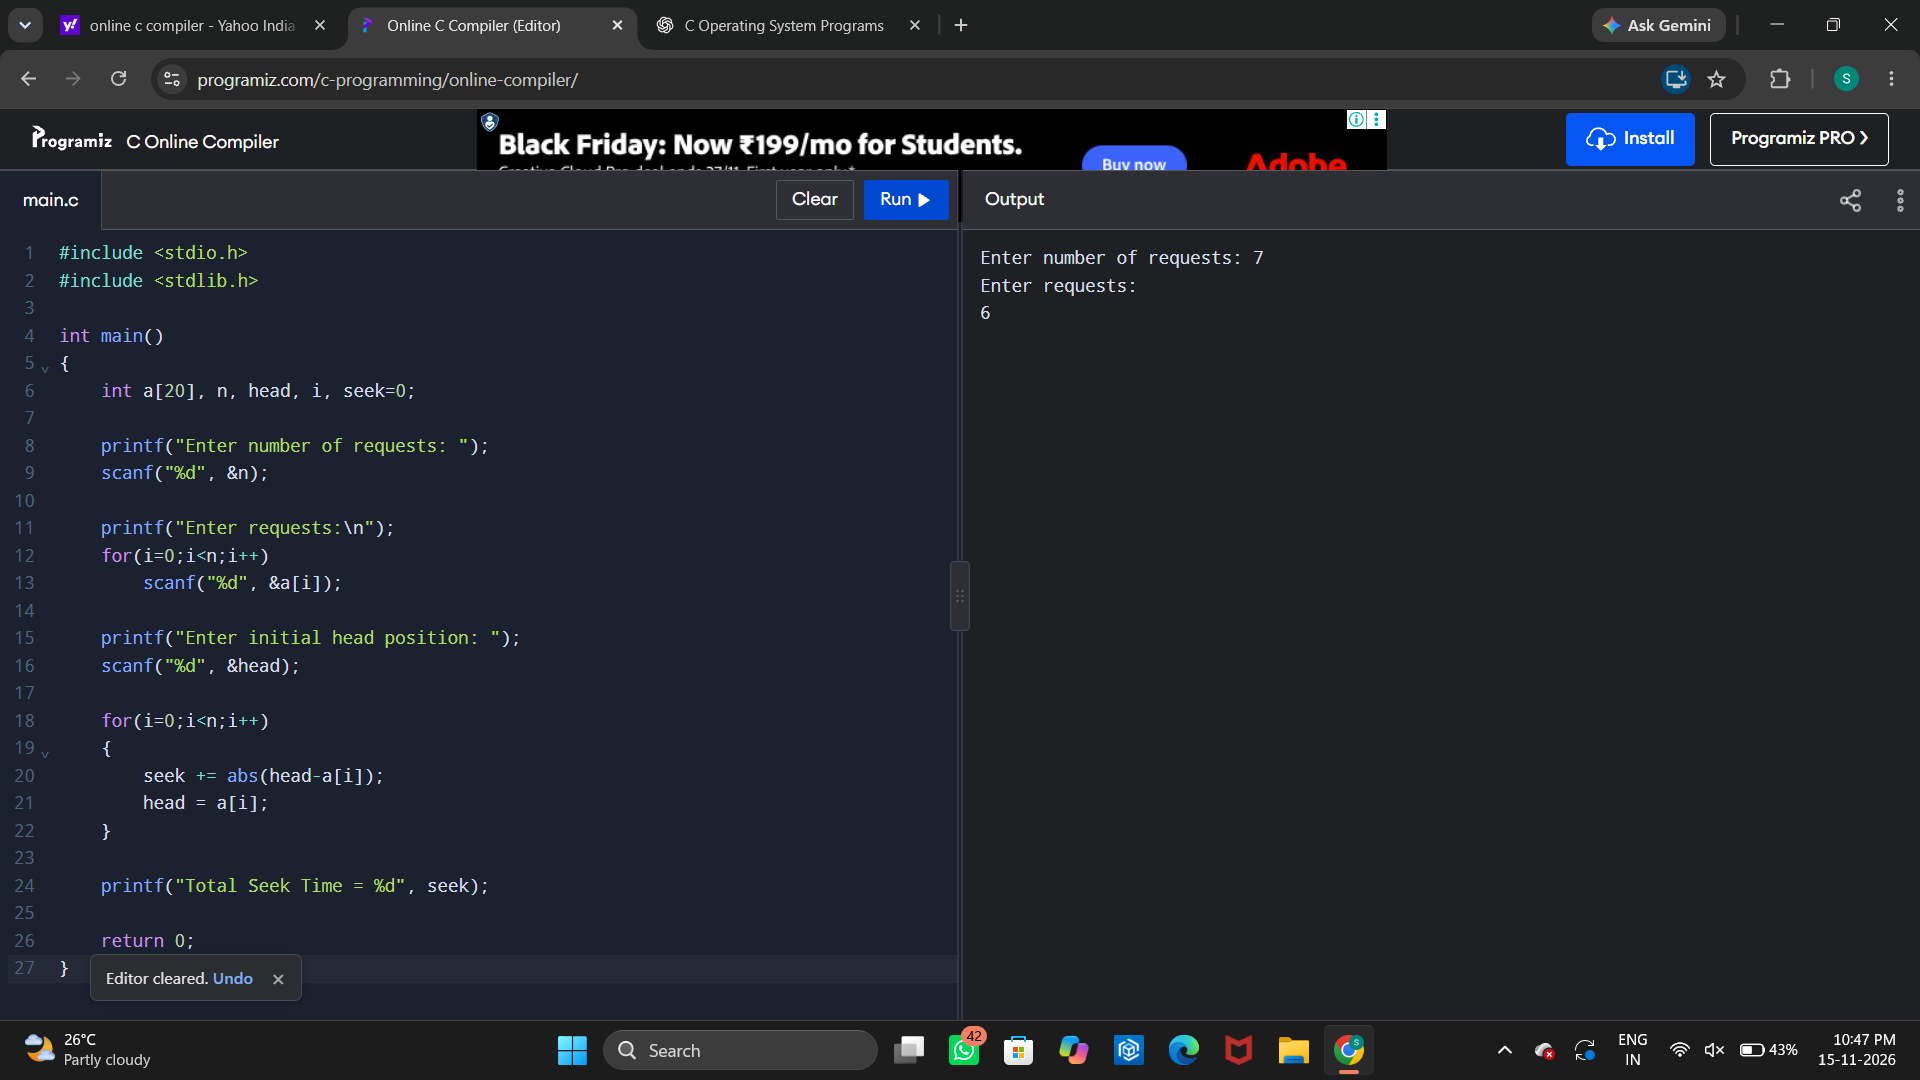 online c compiler - Yahoo India
Online C Compiler (Editor)
C Operating System Programs
Ask Gemini
programiz.com/c-programming/online-compiler/
S
Programiz C Online Compiler
Black Friday: Now ₹199/mo for Students.
Buy now
Adobe
Install
Programiz PRO
main.c
Clear
Run
Output
1 #include <stdio.h>
2 #include <stdlib.h>
3
4 int main()
5 {
6 int a[20], n, head, i, seek=0;
7
8 printf("Enter number of requests: ");
9 scanf("%d", &n);
10
11 printf("Enter requests:\n");
12 for(i=0;i<n;i++)
13 scanf("%d", &a[i]);
14
15 printf("Enter initial head position: ");
16 scanf("%d", &head);
17
18 for(i=0;i<n;i++)
19 {
20 seek += abs(head-a[i]);
21 head = a[i];
22 }
23
24 printf("Total Seek Time = %d", seek);
25
26 return 0;
27 }
Editor cleared. Undo
Enter number of requests: 7
Enter requests:
6
26°C
Partly cloudy
Search
42
ENG
IN
43%
10:47 PM
15-11-2026